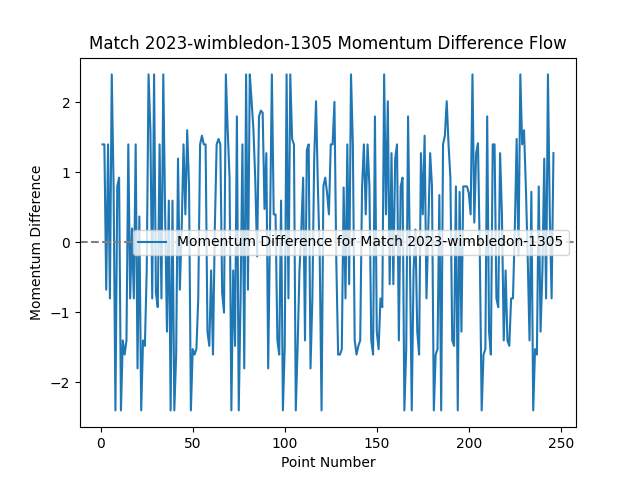 Match 2023-wimbledon-1305 Momentum Difference Flow
Momentum Difference
2
1
0
−1
−2
Momentum Difference for Match 2023-wimbledon-1305
0
50
100
150
200
250
Point Number